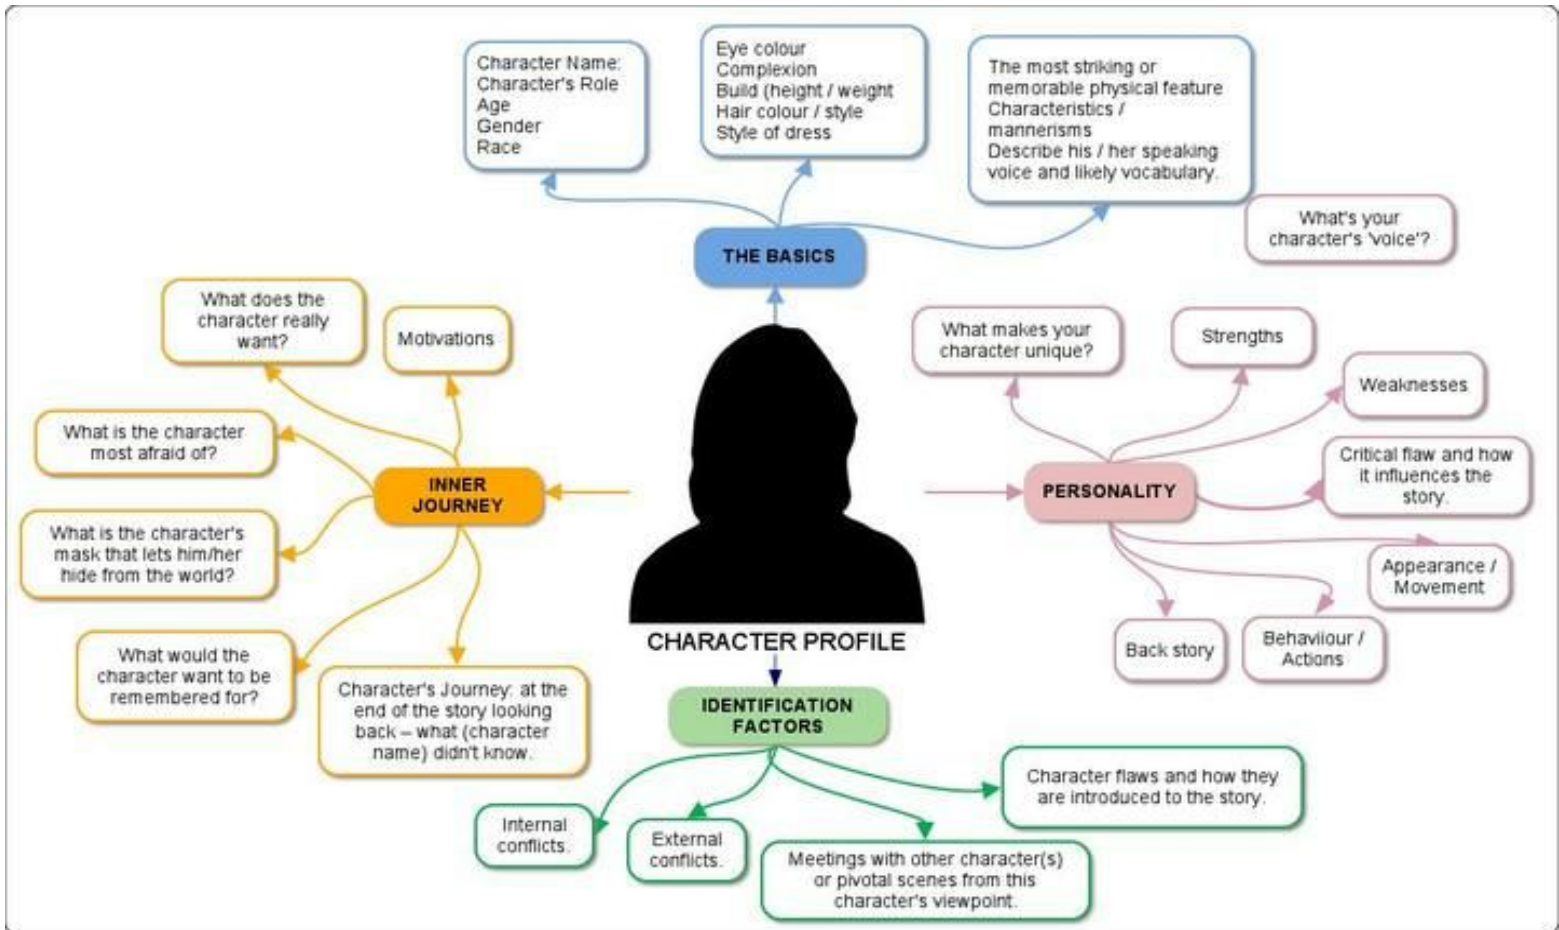 Character Name:
Character's Role
Age
Gender
Race
Eye colour
Complexion
Build (height / weight
Hair colour / style
Style of dress
The most striking or
memorable physical feature
Characteristics /
mannerisms
Describe his / her speaking
voice and likely vocabulary.
What's your
character's 'voice'?
THE BASICS
What does the
character really
want?
Motivations
What is the character
most afraid of?
INNER
JOURNEY
What is the character's
mask that lets him/her
hide from the world?
What would the
character want to be
remembered for?
Character's Journey: at the
end of the story looking
back – what (character
name) didn't know.
What makes your
character unique?
Strengths
Weaknesses
PERSONALITY
Critical flaw and how
it influences the
story.
Appearance /
Movement
Behaviiour /
Actions
Back story
CHARACTER PROFILE
IDENTIFICATION
FACTORS
Internal
conflicts.
External
conflicts.
Meetings with other character(s)
or pivotal scenes from this
character's viewpoint.
Character flaws and how they
are introduced to the story.